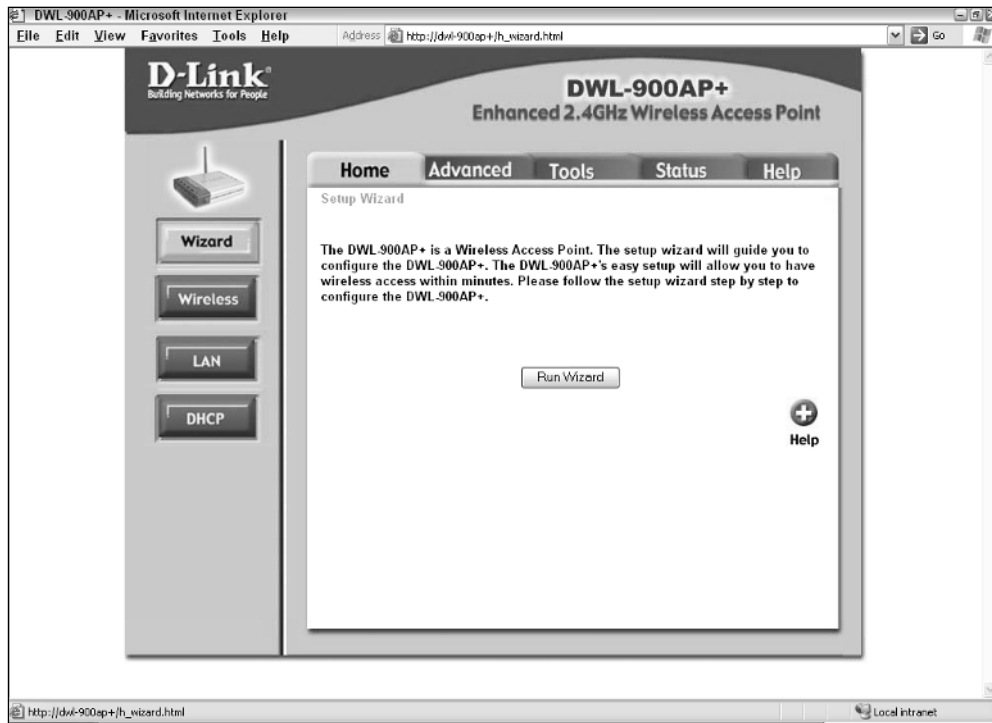 DWL-900AP+ - Microsoft Internet Explorer
File Edit View Favorites Tools Help Address http://dwl-900ap+/h_wizard.html Go
D-Link®
Building Networks for People
DWL-900AP+
Enhanced 2.4GHz Wireless Access Point
Home Advanced Tools Status Help
Setup Wizard
Wizard
Wireless
LAN
DHCP
The DWL-900AP+ is a Wireless Access Point. The setup wizard will guide you to
configure the DWL-900AP+. The DWL-900AP+'s easy setup will allow you to have
wireless access within minutes. Please follow the setup wizard step by step to
configure the DWL-900AP+.
Run Wizard
Help
http://dwl-900ap+/h_wizard.html Local intranet